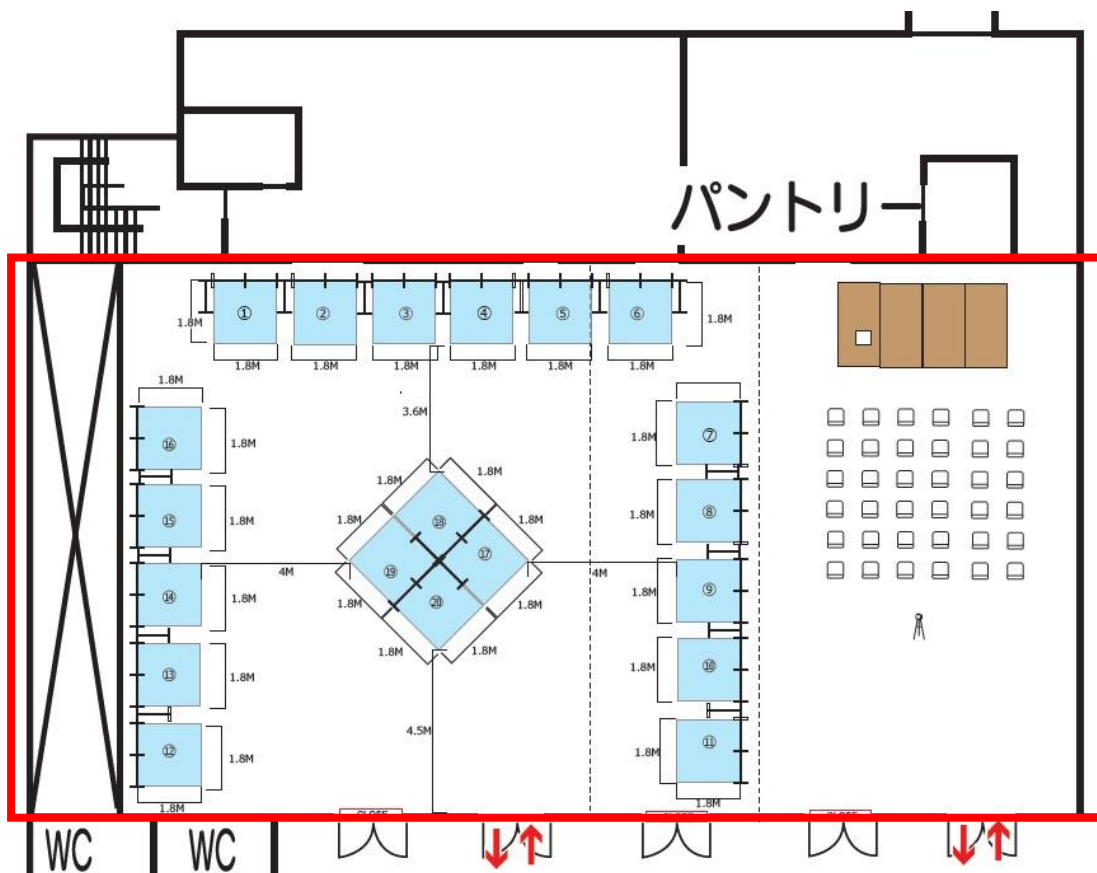 パントリー
① ② ③ ④ ⑤ ⑥
1.8M 1.8M
1.8M 1.8M 1.8M 1.8M 1.8M 1.8M
1.8M
3.6M
⑯ 1.8M
1.8M ⑦
1.8M 1.8M
⑮ 1.8M
1.8M 1.8M
⑱
1.8M ⑧
⑲ ⑰
4M 4M
⑭ 1.8M
1.8M ⑨
⑳
1.8M 1.8M
1.8M 1.8M
⑬ 1.8M
1.8M ⑩
4.5M
⑫ 1.8M
1.8M ⑪
1.8M 1.8M
WC WC